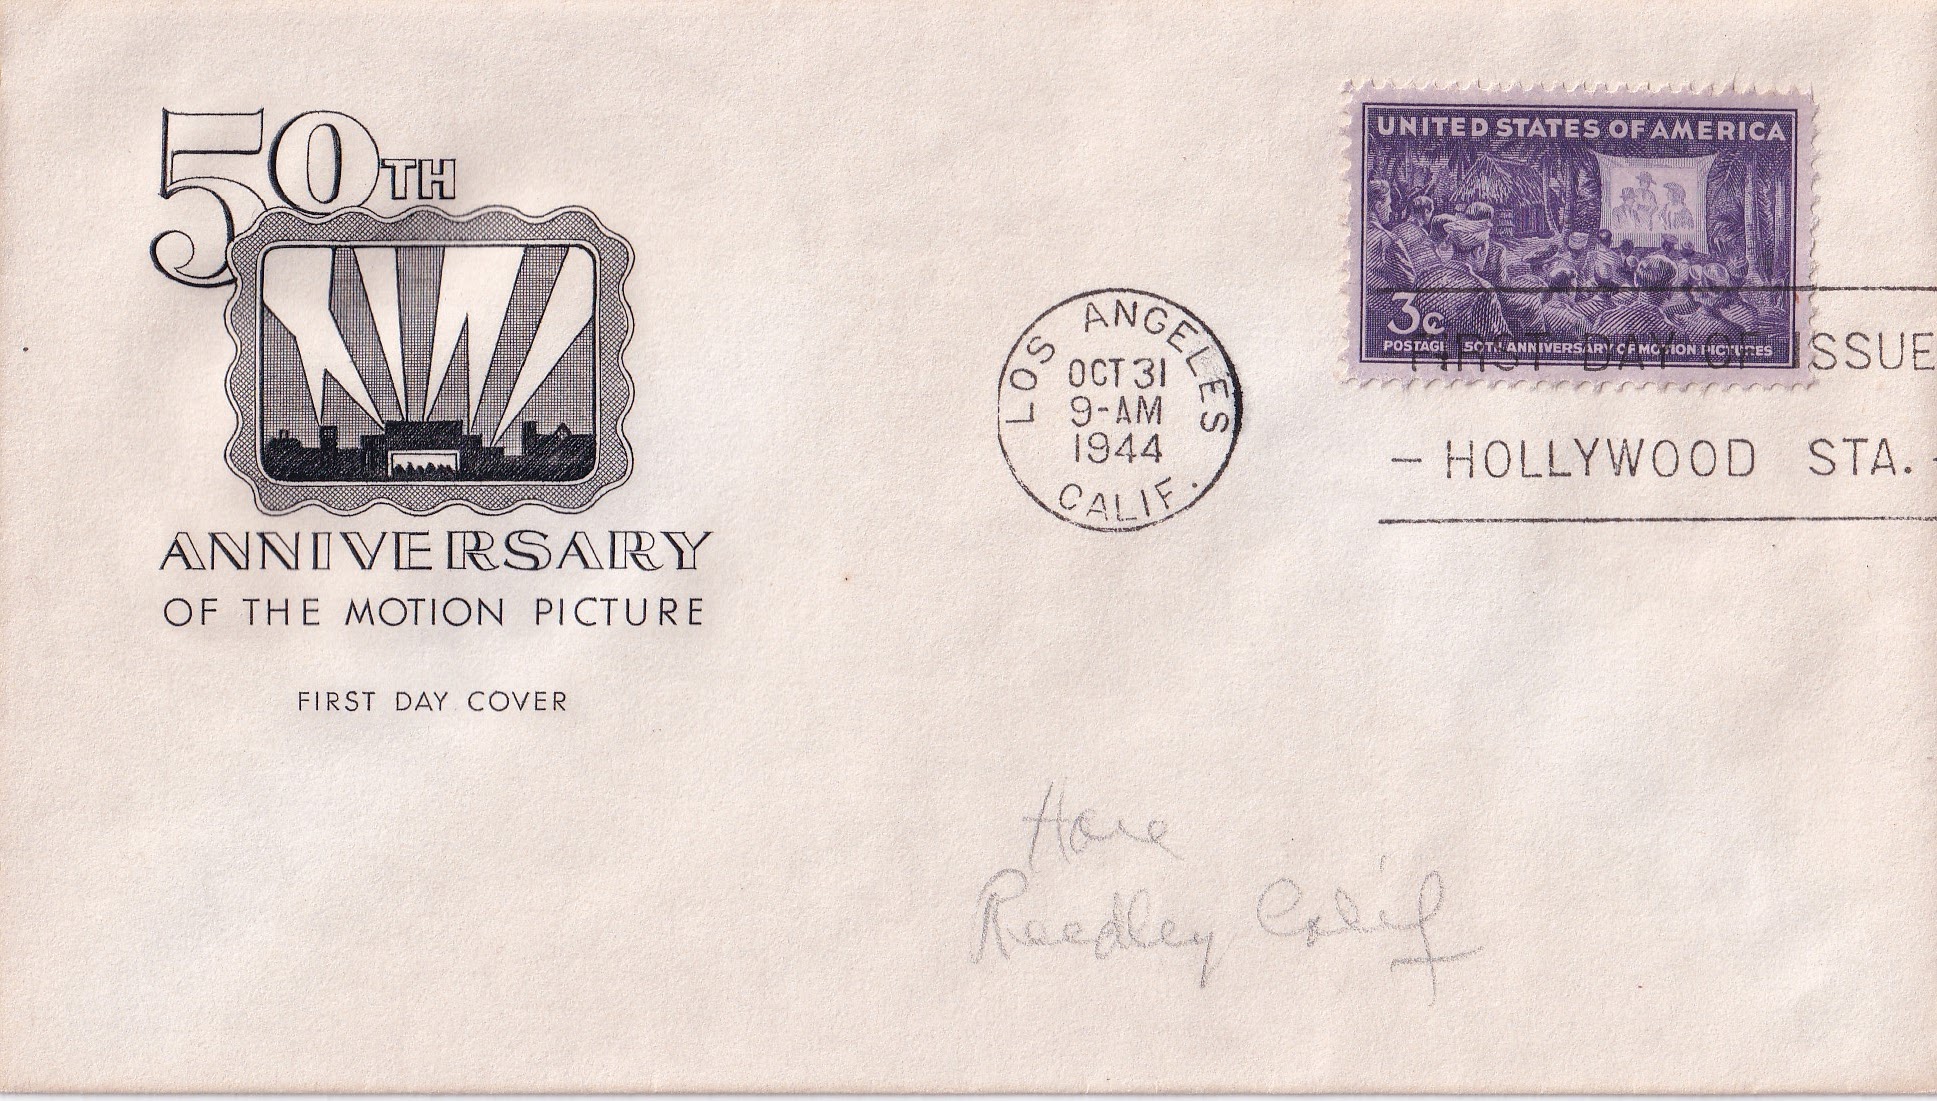 50TH
ANNIVERSARY
OF THE MOTION PICTURE
FIRST DAY COVER
LOS ANGELES
OCT 31
9-AM
1944
CALIF.
UNITED STATES OF AMERICA
3c
POSTAGE 50TH ANNIVERSARY OF MOTION PICTURES
FIRST DAY OF ISSUE
- HOLLYWOOD STA. -
Reedley Calif